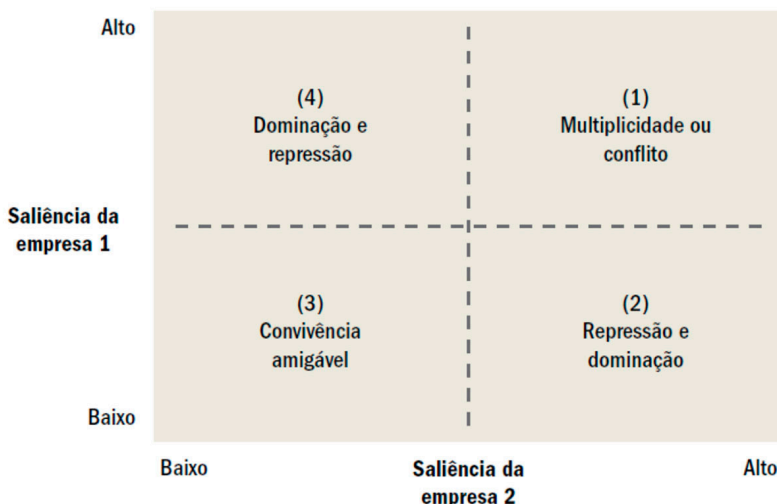 Alto
(4)
Dominação e
repressão
(1)
Multiplicidade ou
conflito
Saliência da
empresa 1
(3)
Convivência
amigável
(2)
Repressão e
dominação
Baixo
Baixo
Saliência da
empresa 2
Alto